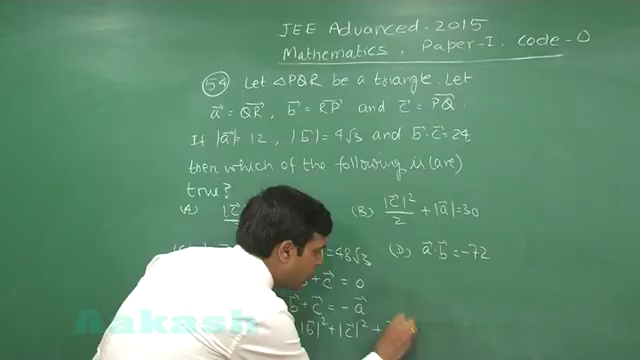 JEE Advanced - 2015
Mathematics, Paper-I: Code-0
54 Let △PQR be a triangle. Let
a⃗ = QR⃗, b⃗ = RP⃗ and c⃗ = PQ⃗.
If |a⃗| = 12, |b⃗| = 4√3 and b⃗·c⃗ = 24,
then which of the following is (are)
true?
(A) |c⃗ (B) |c⃗|²/2 + |a⃗| = 30
= 48√3 (D) a⃗·b⃗ = -72
+ c⃗ = 0
b⃗ + c⃗ = -a⃗
|b⃗|² + |c⃗|² +
Aakash